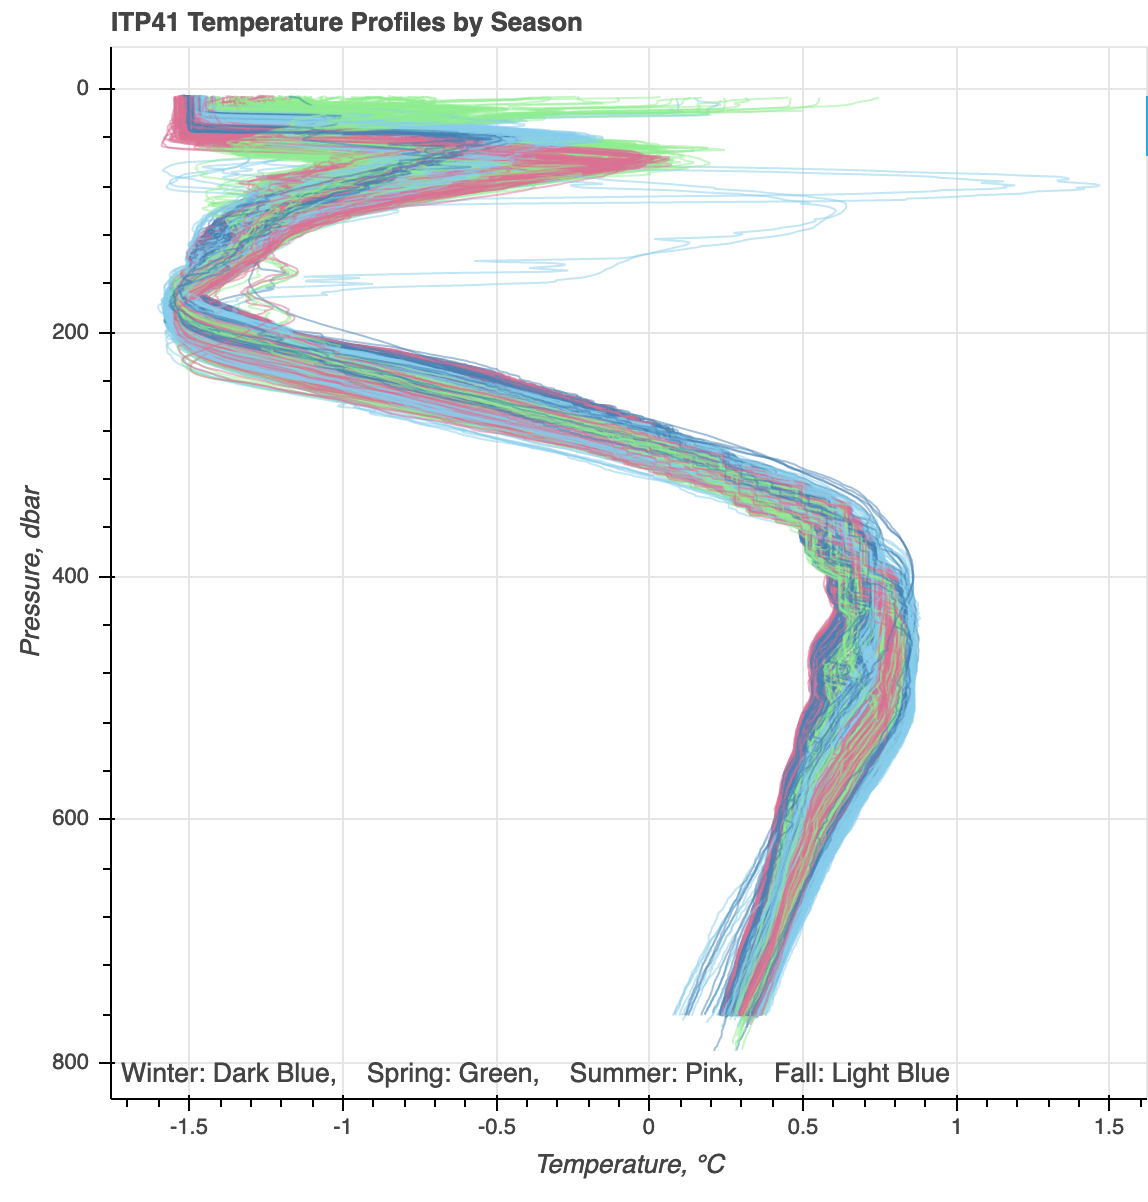 ITP41 Temperature Profiles by Season
0
200
400
600
800
Pressure, dbar
Winter: Dark Blue, Spring: Green, Summer: Pink, Fall: Light Blue
-1.5 -1 -0.5 0 0.5 1 1.5
Temperature, °C